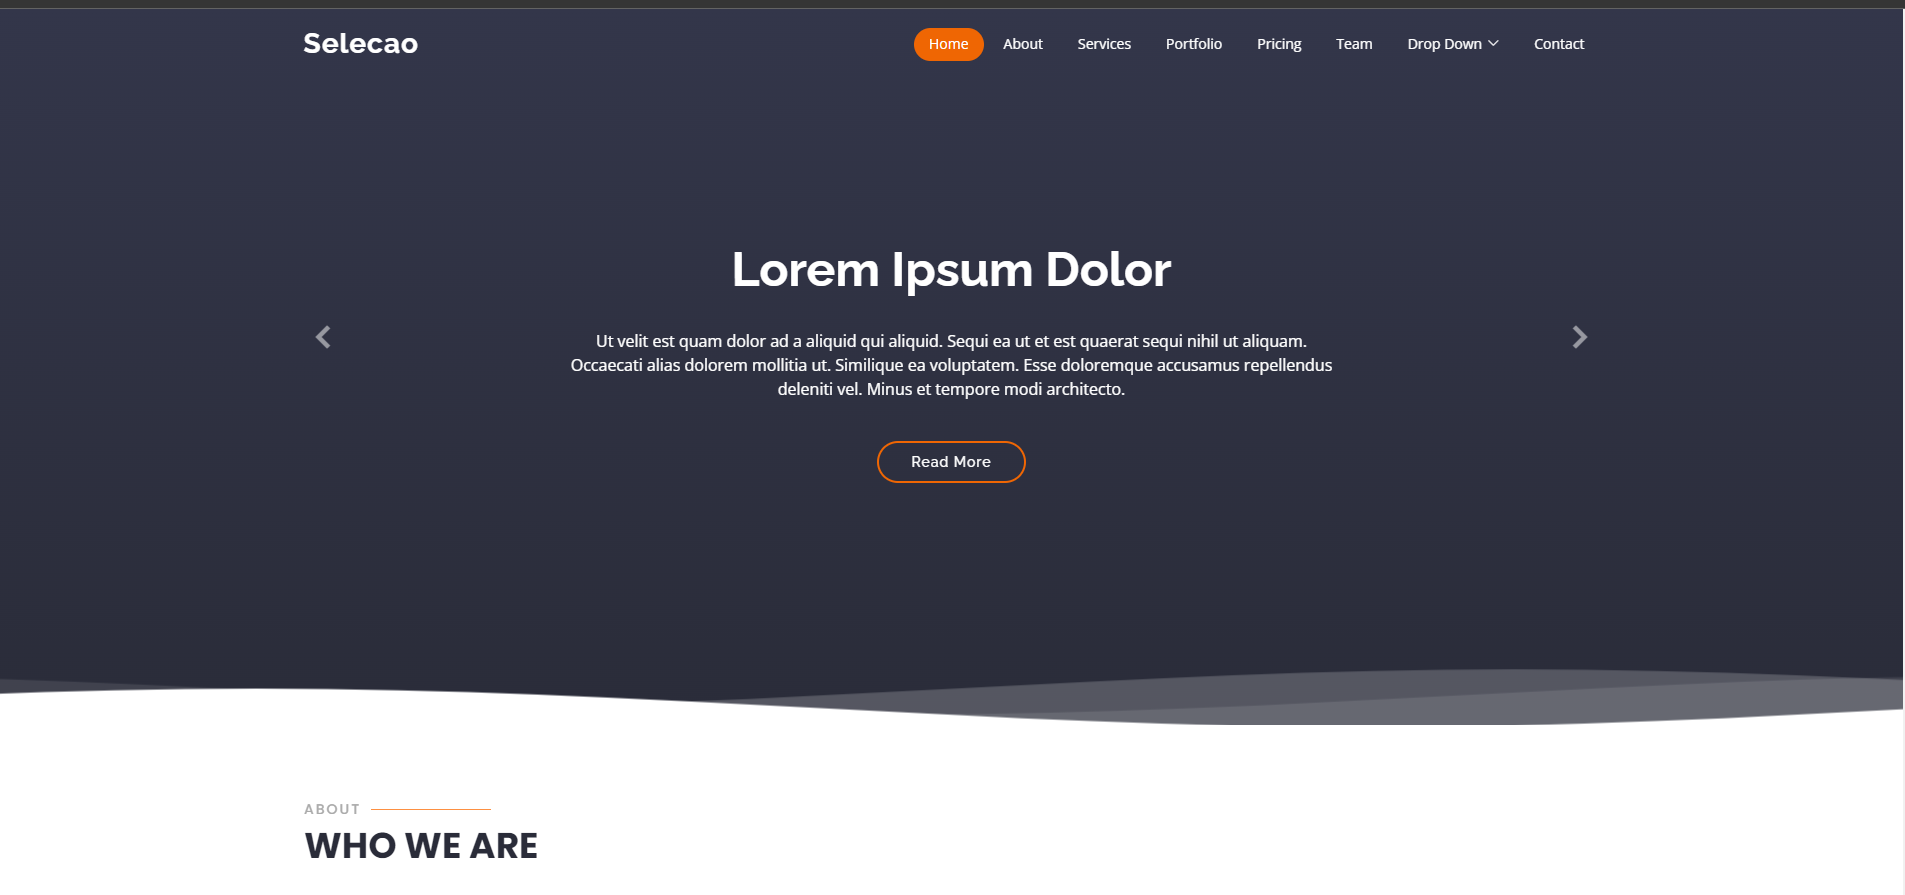 Selecao
Home About Services Portfolio Pricing Team Drop Down Contact
Lorem Ipsum Dolor
Ut velit est quam dolor ad a aliquid qui aliquid. Sequi ea ut et est quaerat sequi nihil ut aliquam.
Occaecati alias dolorem mollitia ut. Similique ea voluptatem. Esse doloremque accusamus repellendus
deleniti vel. Minus et tempore modi architecto.
Read More
ABOUT
WHO WE ARE